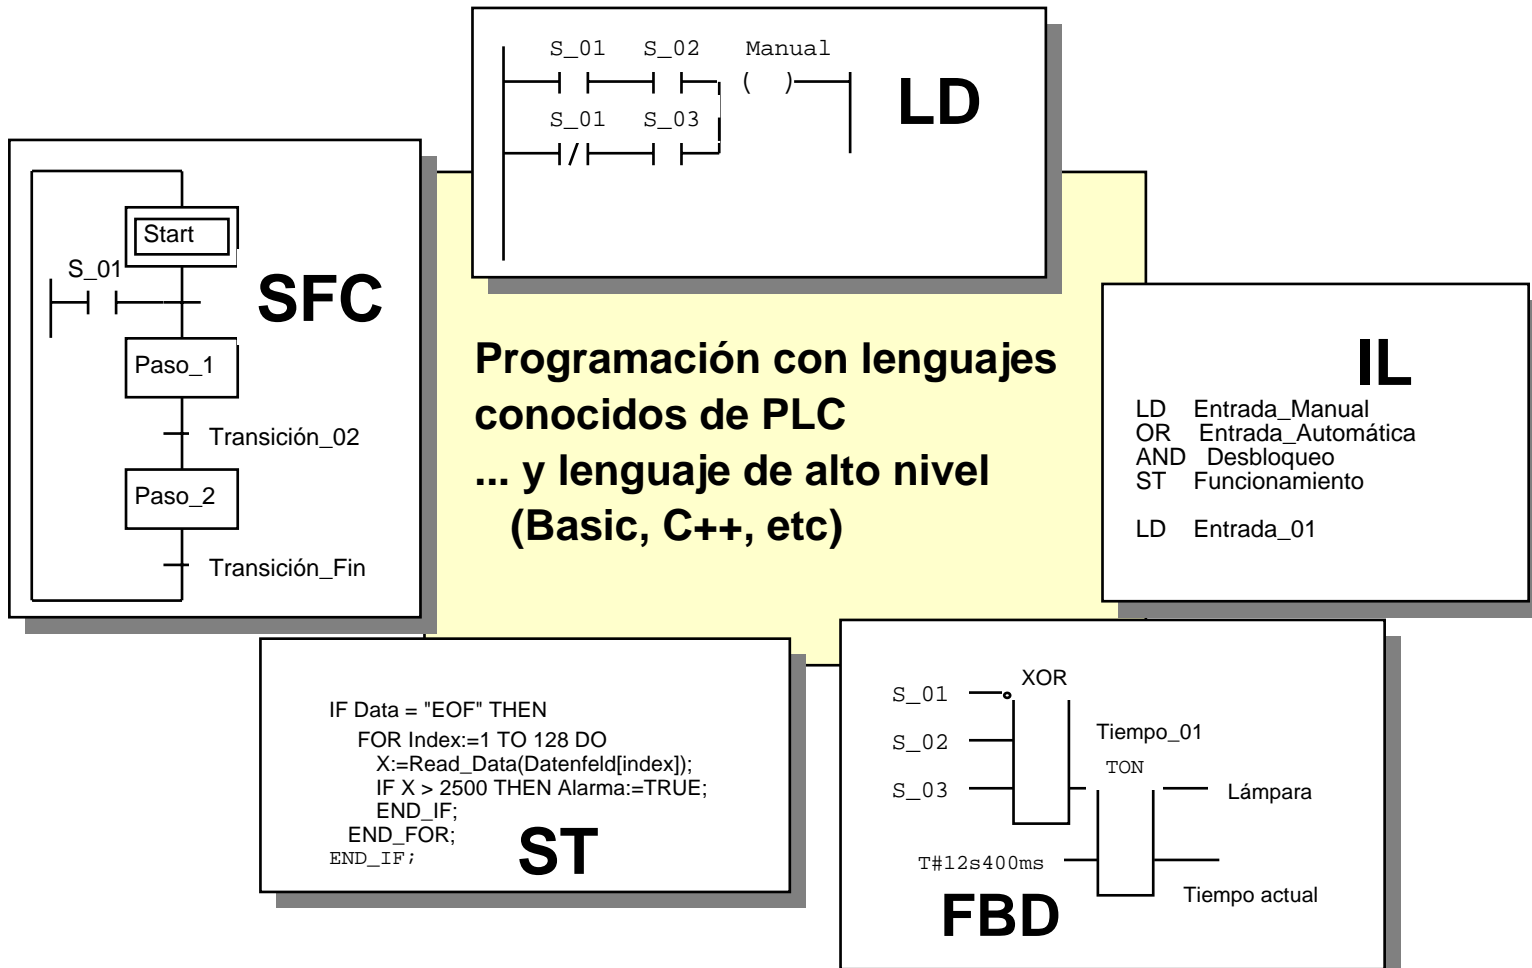 S_01 S_02 Manual
( )
LD
S_01 S_03
Start
S_01
SFC
Paso_1
Transición_02
Paso_2
Transición_Fin
Programación con lenguajes
conocidos de PLC
... y lenguaje de alto nivel
(Basic, C++, etc)
IL
LD Entrada_Manual
OR Entrada_Automática
AND Desbloqueo
ST Funcionamiento
LD Entrada_01
IF Data = "EOF" THEN
FOR Index:=1 TO 128 DO
X:=Read_Data(Datenfeld[index]);
IF X > 2500 THEN Alarma:=TRUE;
END_IF;
END_FOR;
END_IF;
ST
XOR
S_01
S_02
S_03
Tiempo_01
TON
Lámpara
T#12s400ms
Tiempo actual
FBD